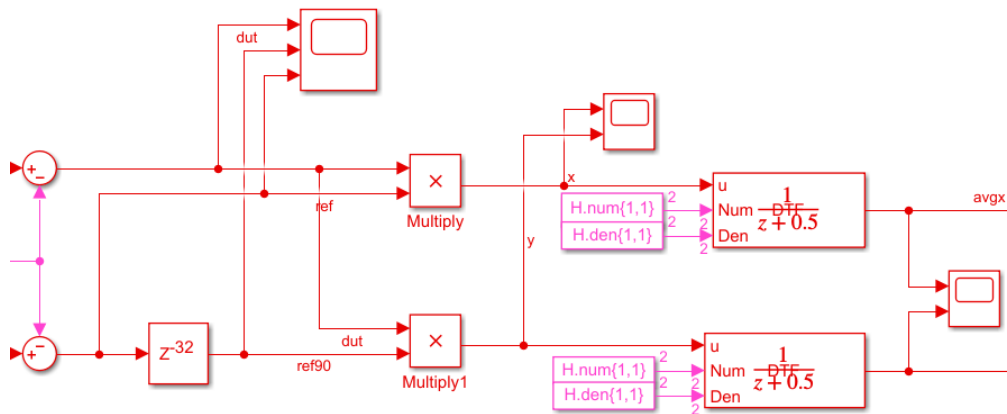 dut
+
−
ref
×
Multiply
x
y
H.num{1,1}
2
H.den{1,1}
2
2
2
u
Num
Den
1
DTF
z + 0.5
avgx
+
−
Z-32
ref90
dut
×
Multiply1
H.num{1,1}
2
H.den{1,1}
2
2
2
u
Num
Den
1
DTF
z + 0.5